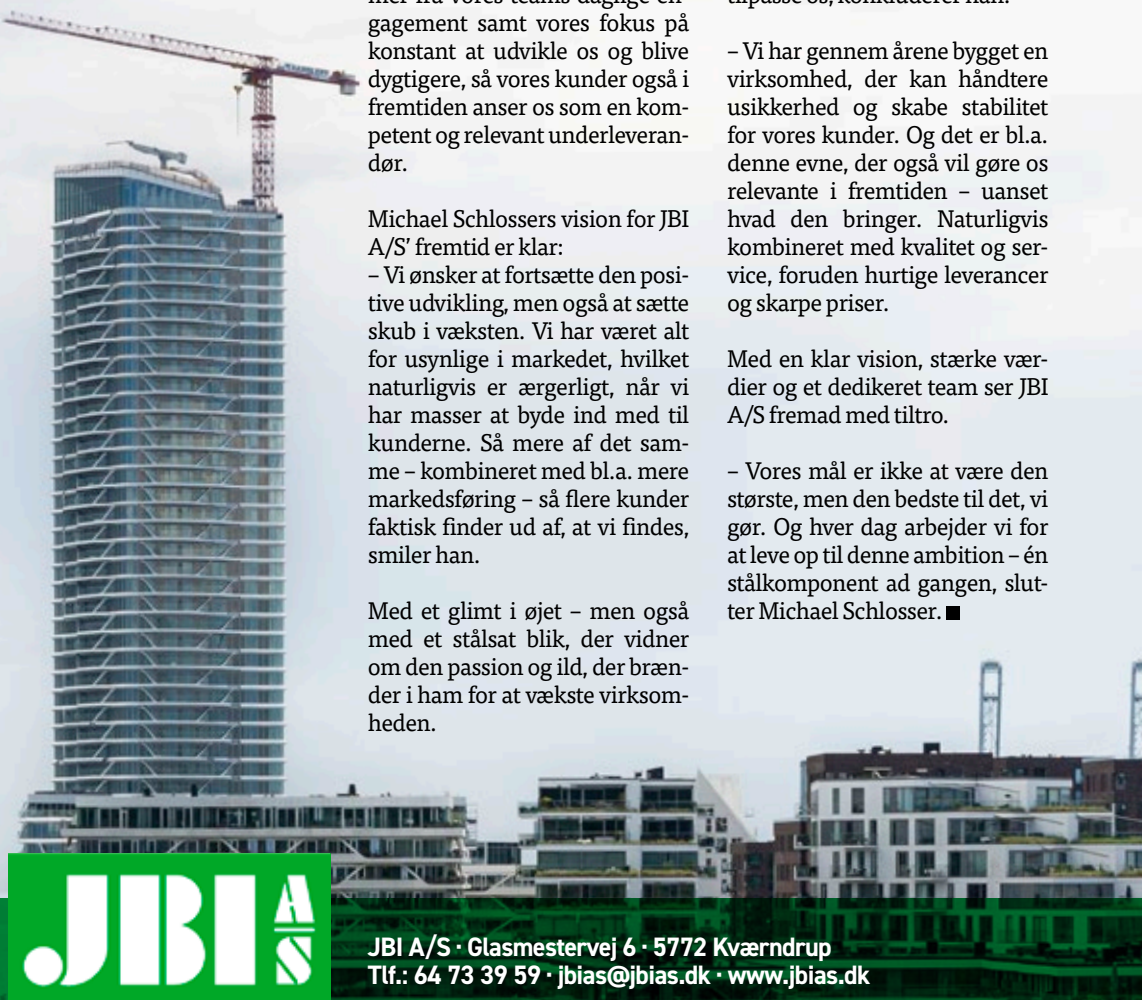 mer fra vores teams daglige en-
gagement samt vores fokus på
konstant at udvikle os og blive
dygtigere, så vores kunder også i
fremtiden anser os som en kom-
petent og relevant underleveran-
dør.
Michael Schlossers vision for JBI
A/S’ fremtid er klar:
– Vi ønsker at fortsætte den posi-
tive udvikling, men også at sætte
skub i væksten. Vi har været alt
for usynlige i markedet, hvilket
naturligvis er ærgerligt, når vi
har masser at byde ind med til
kunderne. Så mere af det sam-
me – kombineret med bl.a. mere
markedsføring – så flere kunder
faktisk finder ud af, at vi findes,
smiler han.
Med et glimt i øjet – men også
med et stålsat blik, der vidner
om den passion og ild, der bræn-
der i ham for at vækste virksom-
heden.
tilpasse os, konkluderer han.
– Vi har gennem årene bygget en
virksomhed, der kan håndtere
usikkerhed og skabe stabilitet
for vores kunder. Og det er bl.a.
denne evne, der også vil gøre os
relevante i fremtiden – uanset
hvad den bringer. Naturligvis
kombineret med kvalitet og ser-
vice, foruden hurtige leverancer
og skarpe priser.
Med en klar vision, stærke vær-
dier og et dedikeret team ser JBI
A/S fremad med tiltro.
– Vores mål er ikke at være den
største, men den bedste til det, vi
gør. Og hver dag arbejder vi for
at leve op til denne ambition – én
stålkomponent ad gangen, slut-
ter Michael Schlosser. ■
JBI A/S
JBI A/S · Glasmestervej 6 · 5772 Kværndrup
Tlf.: 64 73 39 59 · jbias@jbias.dk · www.jbias.dk